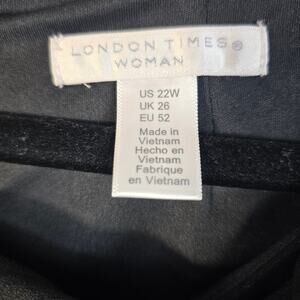 LONDON TIMES®
WOMAN
US 22W
UK 26
EU 52
Made in
Vietnam
Hecho en
Vietnam
Fabrique
en Vietnam